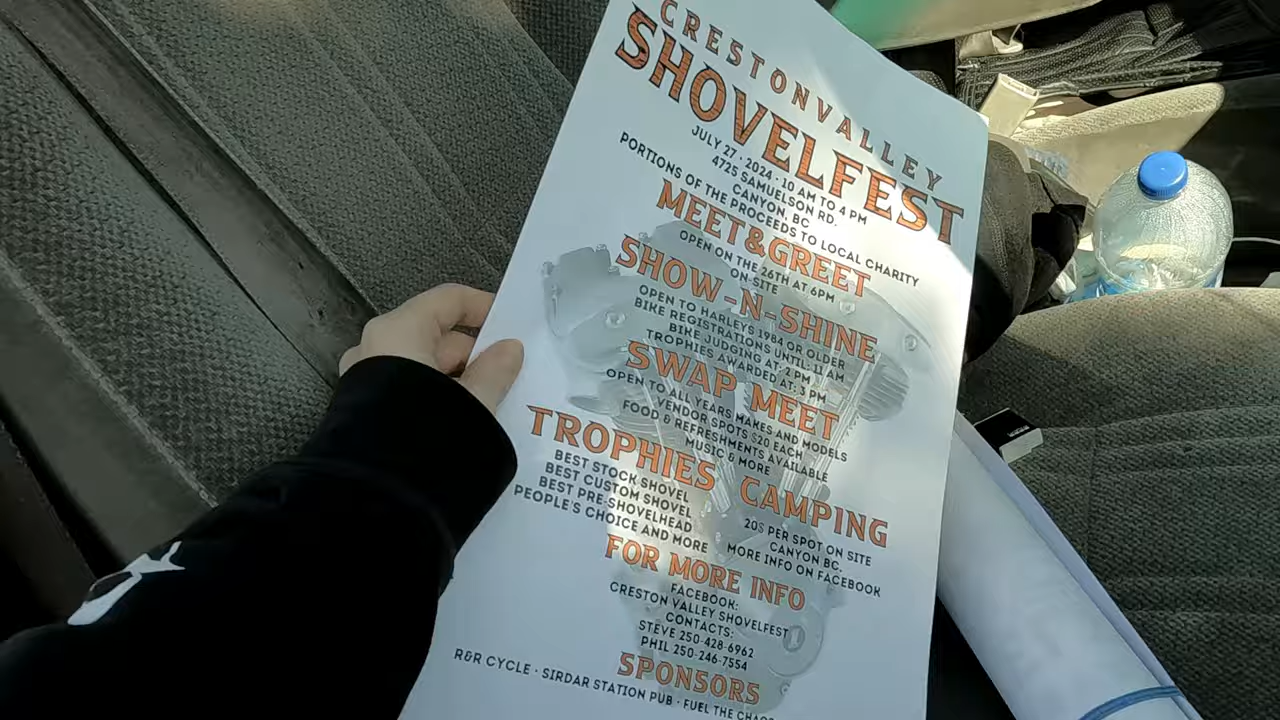 CRESTONVALLEY
SHOVELFEST
JULY 27 · 2024 · 10 AM TO 4 PM
4725 SAMUELSON RD.
CANYON, BC
PORTIONS OF THE PROCEEDS TO LOCAL CHARITY
MEET&GREET
OPEN ON THE 26TH AT 6PM
ON-SITE
SHOW-N-SHINE
OPEN TO HARLEYS 1984 OR OLDER
BIKE REGISTRATIONS UNTIL: 11 AM
BIKE JUDGING AT: 2 PM
TROPHIES AWARDED AT: 3 PM
SWAP MEET
OPEN TO ALL YEARS MAKES AND MODELS
VENDOR SPOTS $20 EACH
FOOD & REFRESHMENTS AVAILABLE
MUSIC & MORE
TROPHIES
BEST STOCK SHOVEL
BEST CUSTOM SHOVEL
BEST PRE-SHOVELHEAD
PEOPLE'S CHOICE AND MORE
CAMPING
20$ PER SPOT ON SITE
CANYON BC.
MORE INFO ON FACEBOOK
FOR MORE INFO
FACEBOOK:
CRESTON VALLEY SHOVELFEST
CONTACTS:
STEVE 250-428-6962
PHIL 250-246-7554
SPONSORS
R&R CYCLE · SIRDAR STATION PUB · FUEL THE CHAOS